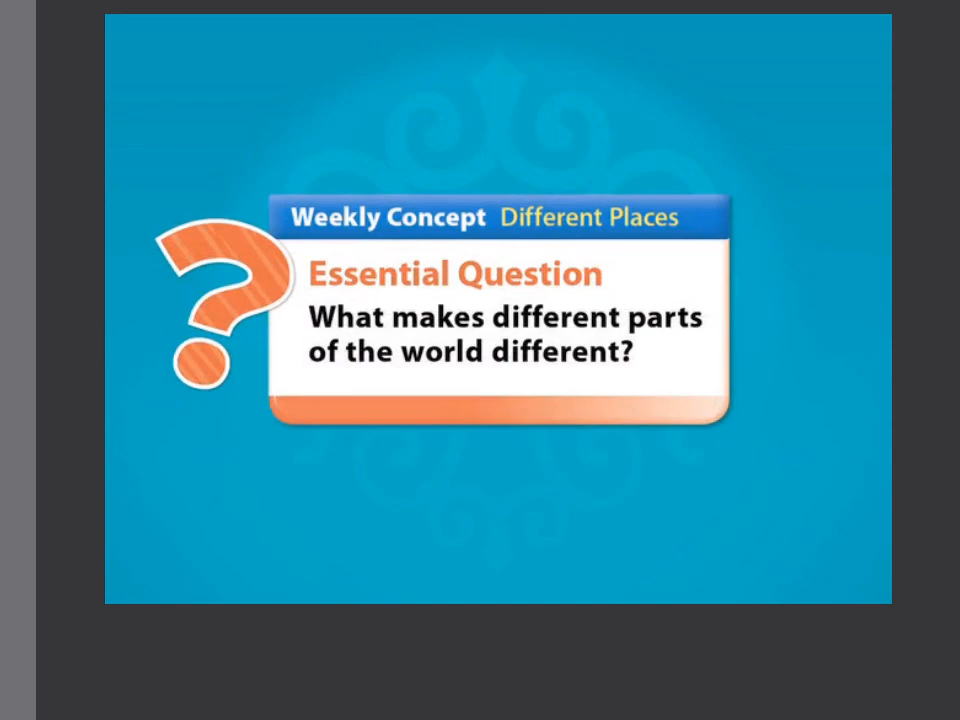 Weekly Concept Different Places
Essential Question
What makes different parts
of the world different?